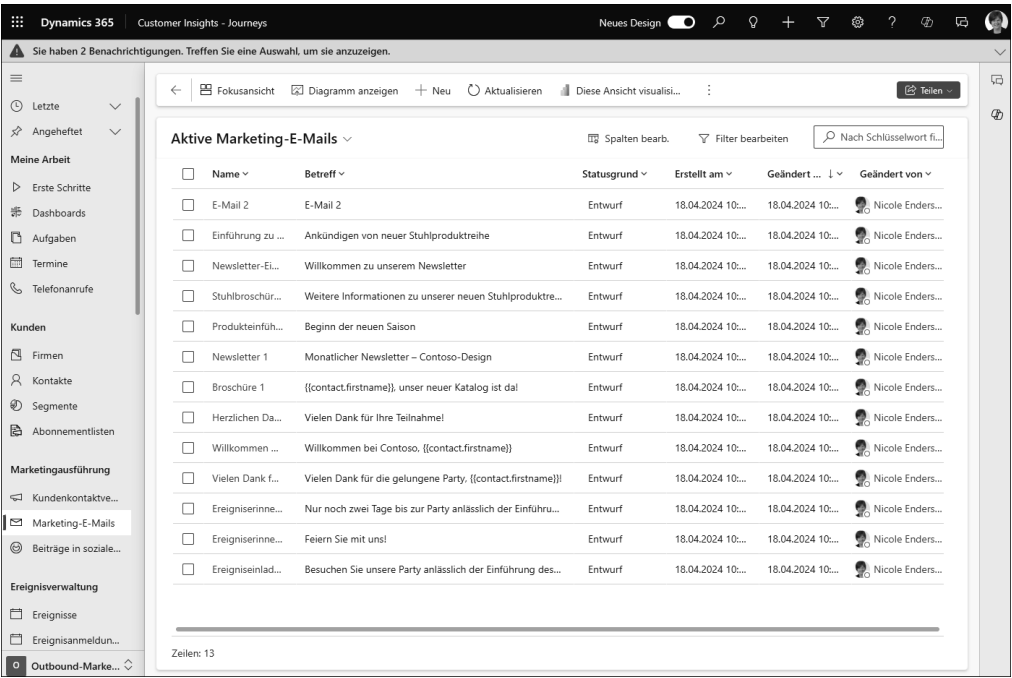 Dynamics 365 Customer Insights - Journeys Neues Design
Sie haben 2 Benachrichtigungen. Treffen Sie eine Auswahl, um sie anzuzeigen.
Letzte
Angeheftet
Meine Arbeit
Erste Schritte
Dashboards
Aufgaben
Termine
Telefonanrufe
Kunden
Firmen
Kontakte
Segmente
Abonnementlisten
Marketingausführung
Kundenkontaktve...
Marketing-E-Mails
Beiträge in soziale...
Ereignisverwaltung
Ereignisse
Ereignisanmeldun...
O Outbound-Marke...
Fokusansicht Diagramm anzeigen Neu Aktualisieren Diese Ansicht visualisi... Teilen
Aktive Marketing-E-Mails Spalten bearb. Filter bearbeiten Nach Schlüsselwort fi...
Name Betreff Statusgrund Erstellt am Geändert ... Geändert von
E-Mail 2 E-Mail 2 Entwurf 18.04.2024 10:... 18.04.2024 10:... Nicole Enders...
Einführung zu ... Ankündigen von neuer Stuhlproduktreihe Entwurf 18.04.2024 10:... 18.04.2024 10:... Nicole Enders...
Newsletter-Ei... Willkommen zu unserem Newsletter Entwurf 18.04.2024 10:... 18.04.2024 10:... Nicole Enders...
Stuhlbroschür... Weitere Informationen zu unserer neuen Stuhlproduktre... Entwurf 18.04.2024 10:... 18.04.2024 10:... Nicole Enders...
Produkteinfüh... Beginn der neuen Saison Entwurf 18.04.2024 10:... 18.04.2024 10:... Nicole Enders...
Newsletter 1 Monatlicher Newsletter – Contoso-Design Entwurf 18.04.2024 10:... 18.04.2024 10:... Nicole Enders...
Broschüre 1 {{contact.firstname}}, unser neuer Katalog ist da! Entwurf 18.04.2024 10:... 18.04.2024 10:... Nicole Enders...
Herzlichen Da... Vielen Dank für Ihre Teilnahme! Entwurf 18.04.2024 10:... 18.04.2024 10:... Nicole Enders...
Willkommen ... Willkommen bei Contoso, {{contact.firstname}} Entwurf 18.04.2024 10:... 18.04.2024 10:... Nicole Enders...
Vielen Dank f... Vielen Dank für die gelungene Party, {{contact.firstname}}! Entwurf 18.04.2024 10:... 18.04.2024 10:... Nicole Enders...
Ereigniserinne... Nur noch zwei Tage bis zur Party anlässlich der Einführu... Entwurf 18.04.2024 10:... 18.04.2024 10:... Nicole Enders...
Ereigniserinne... Feiern Sie mit uns! Entwurf 18.04.2024 10:... 18.04.2024 10:... Nicole Enders...
Ereigniseinlad... Besuchen Sie unsere Party anlässlich der Einführung des... Entwurf 18.04.2024 10:... 18.04.2024 10:... Nicole Enders...
Zeilen: 13